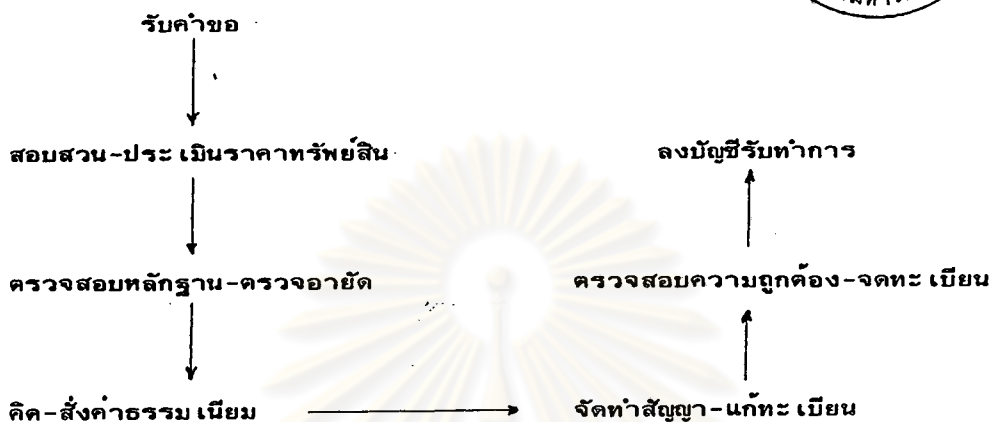 รับคำขอ
สอบสวน-ประเมินราคาทรัพย์สิน
ตรวจสอบหลักฐาน-ตรวจอายัด
คิด-สั่งค่าธรรมเนียม
จัดทำสัญญา-แก้ทะเบียน
ตรวจสอบความถูกต้อง-จดทะเบียน
ลงบัญชีรับทำการ